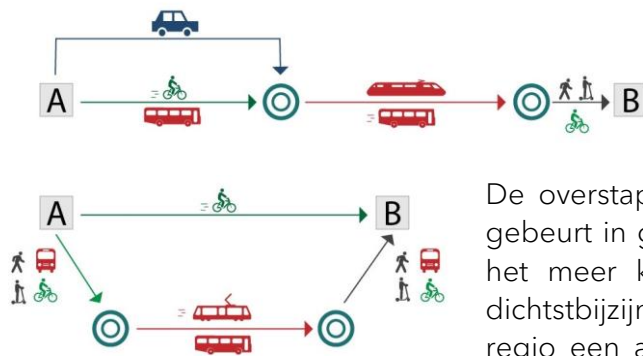 A
B
A
B
De overstap
gebeurt in g
het meer k
dichtstbijzijn
regio een a